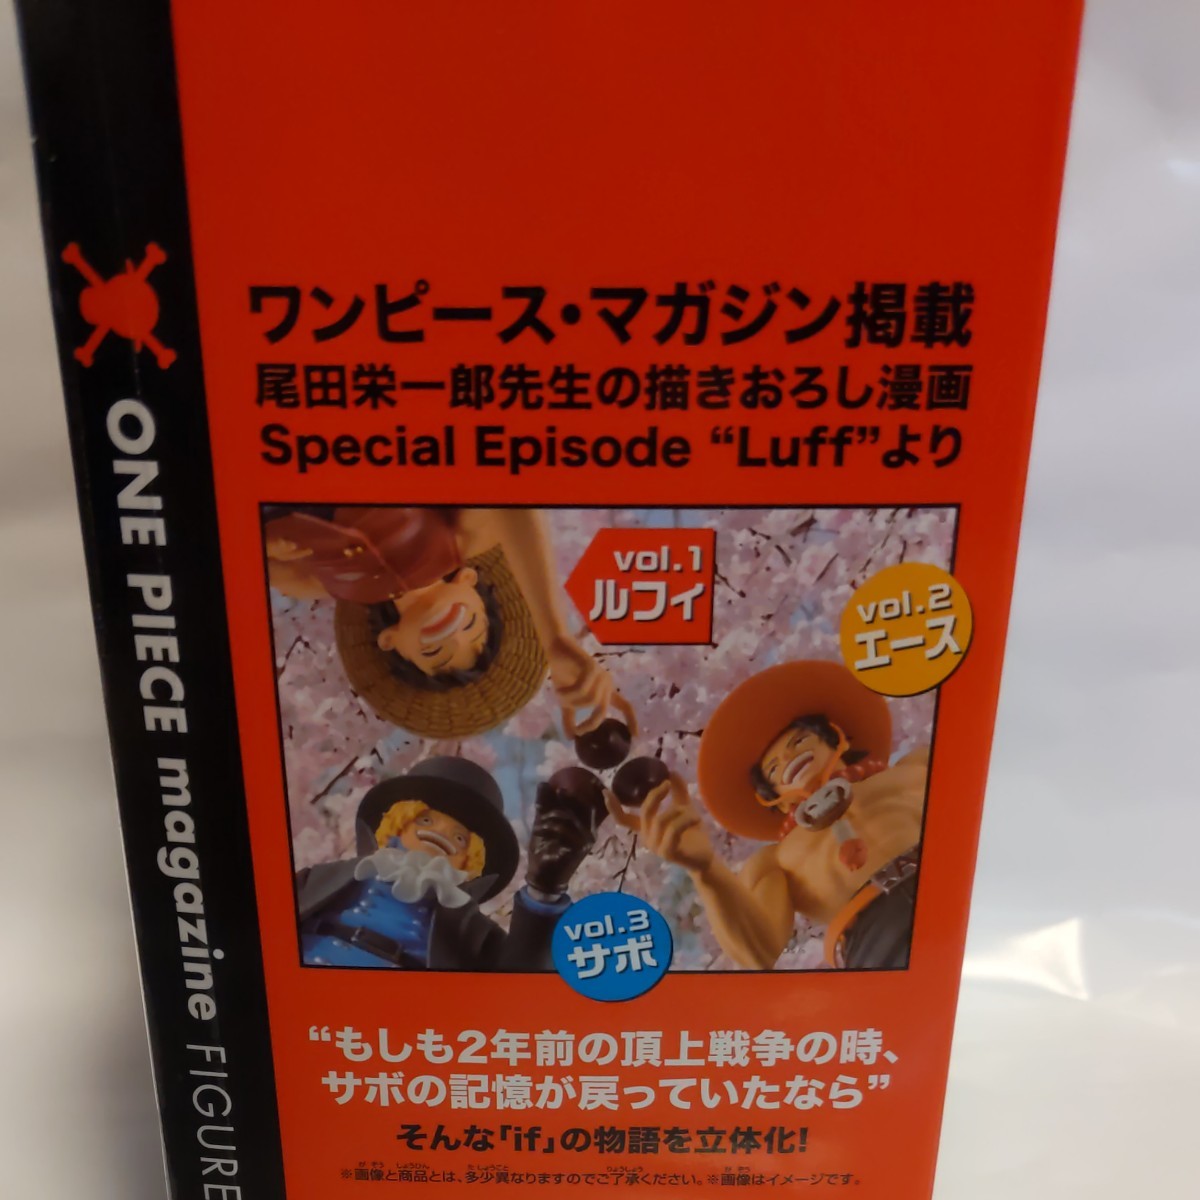 ワンピース・マガジン掲載
尾田栄一郎先生の描きおろし漫画
Special Episode “Luff”より
vol.1
ルフィ
vol.2
エース
vol.3
サボ
“もしも2年前の頂上戦争の時、
サボの記憶が戻っていたなら”
そんな「if」の物語を立体化!
※画像と商品とは、多少異なりますのでご了承ください。※画像はイメージです。
ONE PIECE magazine FIGURE